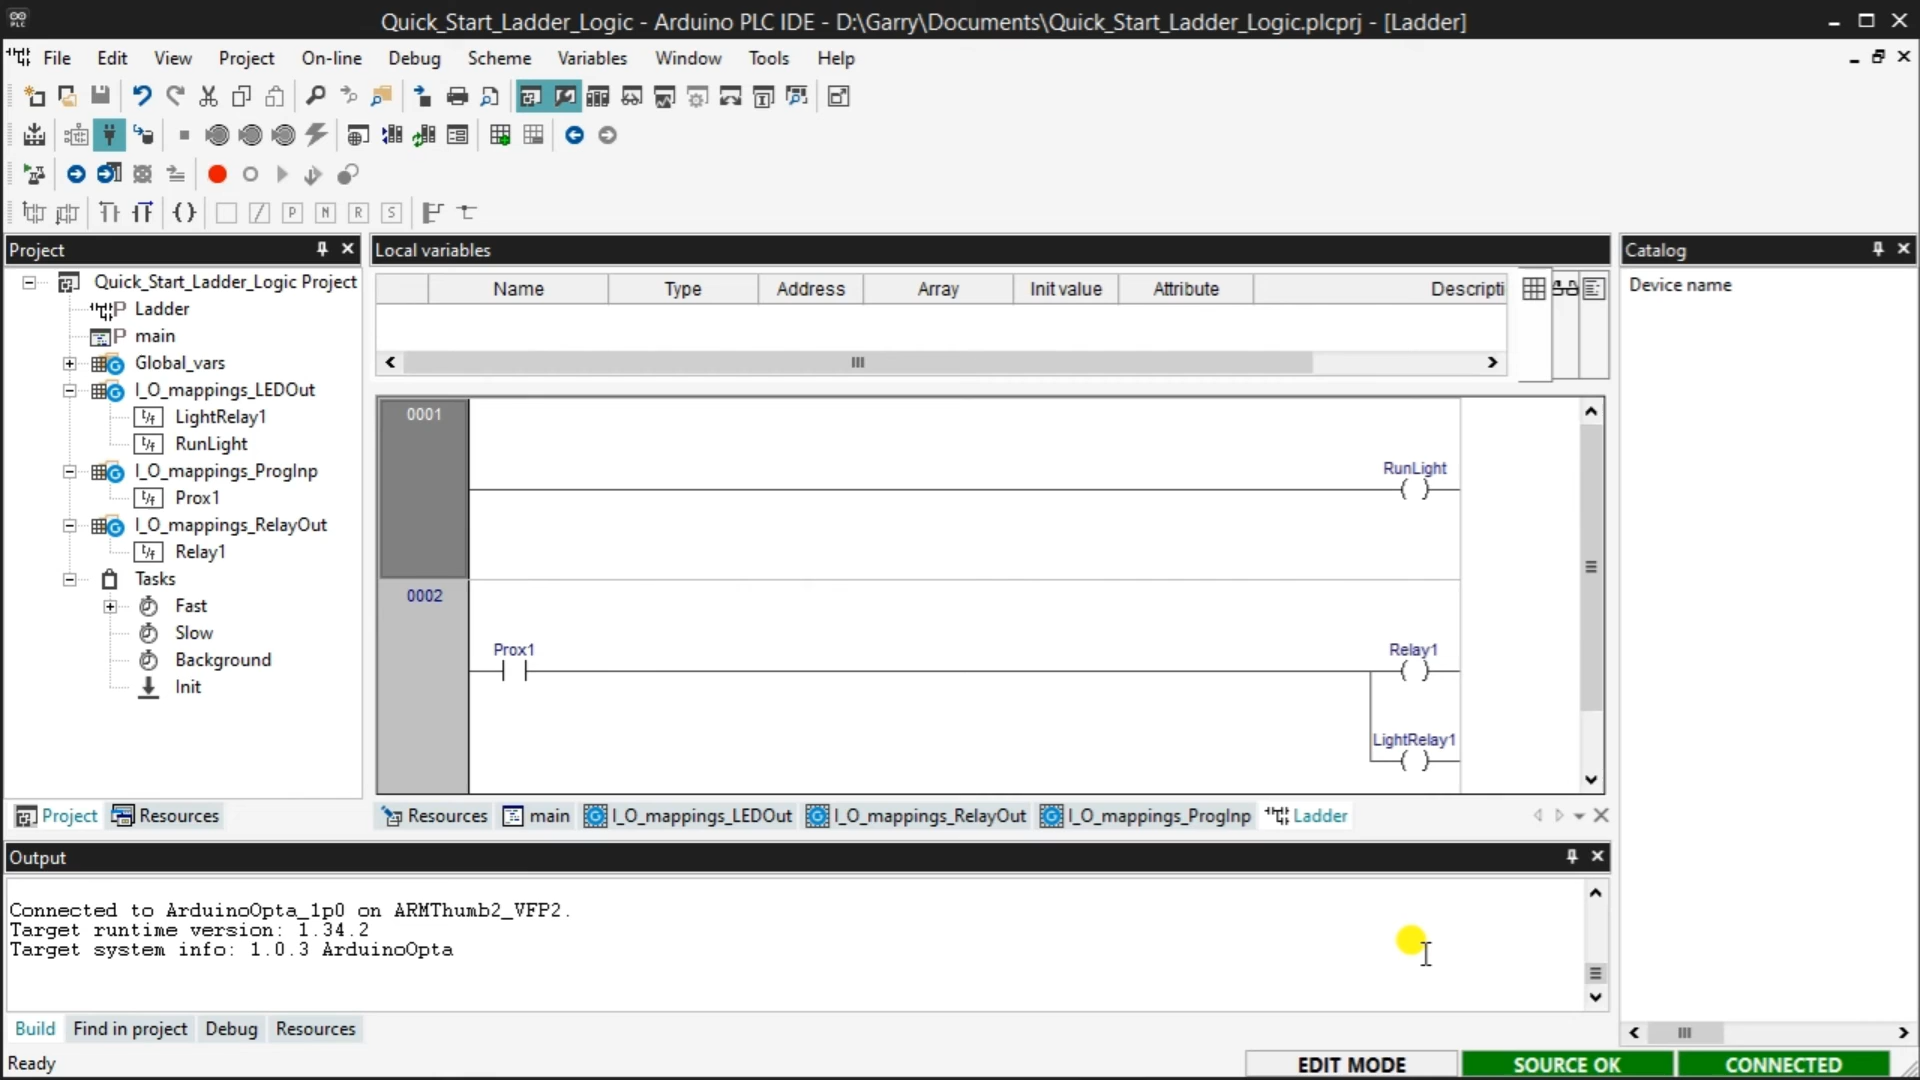 Quick_Start_Ladder_Logic - Arduino PLC IDE - D:\Garry\Documents\Quick_Start_Ladder_Logic.plcprj - [Ladder]
File Edit View Project On-line Debug Scheme Variables Window Tools Help
P N R S
Project
Quick_Start_Ladder_Logic Project
P Ladder
P main
Global_vars
I_O_mappings_LEDOut
LightRelay1
RunLight
I_O_mappings_ProgInp
Prox1
I_O_mappings_RelayOut
Relay1
Tasks
Fast
Slow
Background
Init
Project Resources
Local variables
Name Type Address Array Init value Attribute Descripti
0001
RunLight
0002
Prox1 Relay1
LightRelay1
Resources main I_O_mappings_LEDOut I_O_mappings_RelayOut I_O_mappings_ProgInp Ladder
Catalog
Device name
Output
Connected to ArduinoOpta_1p0 on ARMThumb2_VFP2.
Target runtime version: 1.34.2
Target system info: 1.0.3 ArduinoOpta
Build Find in project Debug Resources
Ready EDIT MODE SOURCE OK CONNECTED